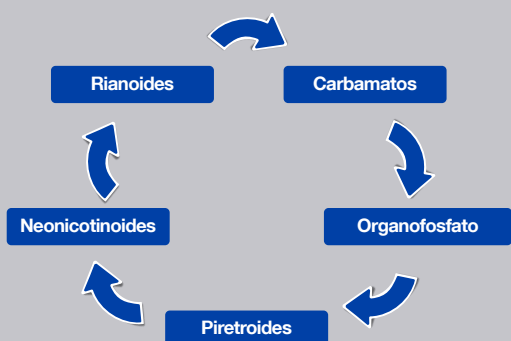 Rianoides
Carbamatos
Neonicotinoides
Organofosfato
Piretroides